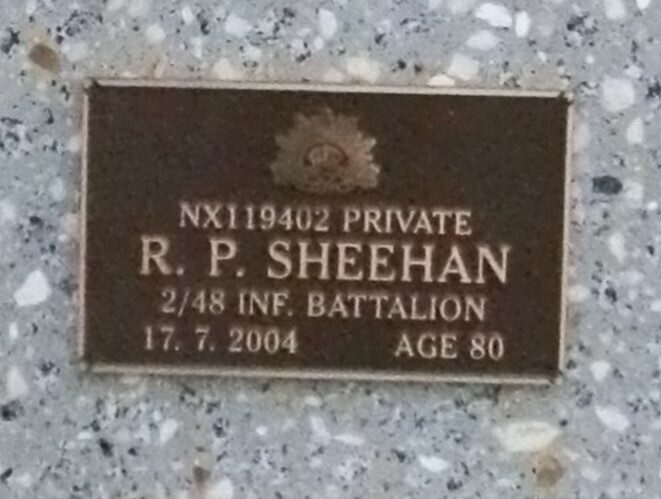 NX119402 PRIVATE
R. P. SHEEHAN
2/48 INF. BATTALION
17. 7. 2004 AGE 80